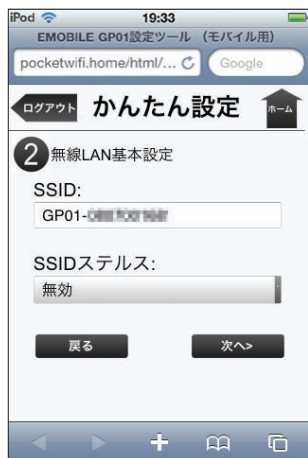 iPod 19:33
EMOBILE GP01設定ツール （モバイル用）
pocketwifi.home/html/... Google
ログアウト かんたん設定 ホーム
2 無線LAN基本設定
SSID:
GP01-
SSIDステルス:
無効
戻る 次へ>